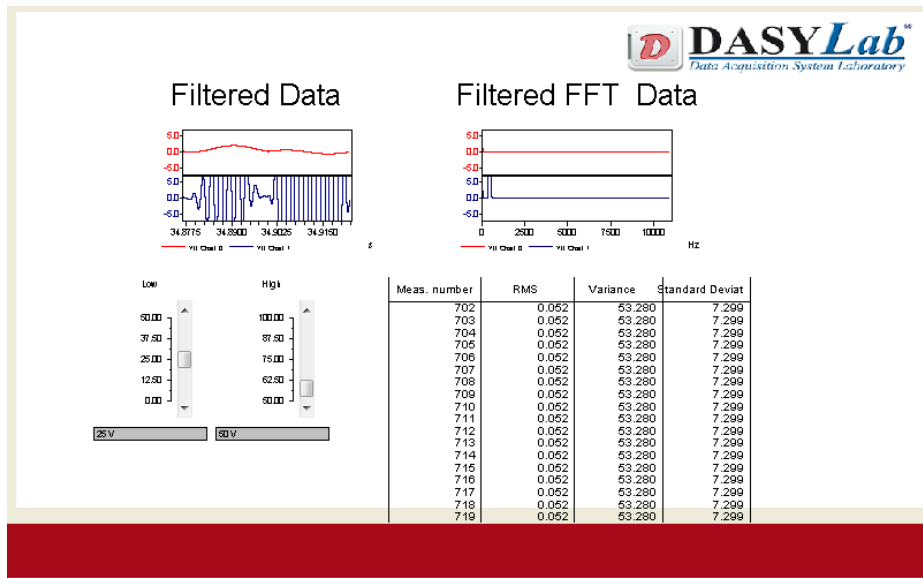 DASYLab®
Data Acquisition System Laboratory
Filtered Data
Filtered FFT Data
5.0
0.0
-5.0
5.0
0.0
-5.0
34.8775 34.8900 34.9025 34.9150
s
5.0
0.0
-5.0
5.0
0.0
-5.0
0 2500 5000 7500 10000
Hz
Low
50.00
37.50
25.00
12.50
0.00
25 V
High
100.00
87.50
75.00
62.50
50.00
50 V
Meas. number RMS Variance Standard Deviat
702 0.052 53.280 7.299
703 0.052 53.280 7.299
704 0.052 53.280 7.299
705 0.052 53.280 7.299
706 0.052 53.280 7.299
707 0.052 53.280 7.299
708 0.052 53.280 7.299
709 0.052 53.280 7.299
710 0.052 53.280 7.299
711 0.052 53.280 7.299
712 0.052 53.280 7.299
713 0.052 53.280 7.299
714 0.052 53.280 7.299
715 0.052 53.280 7.299
716 0.052 53.280 7.299
717 0.052 53.280 7.299
718 0.052 53.280 7.299
719 0.052 53.280 7.299